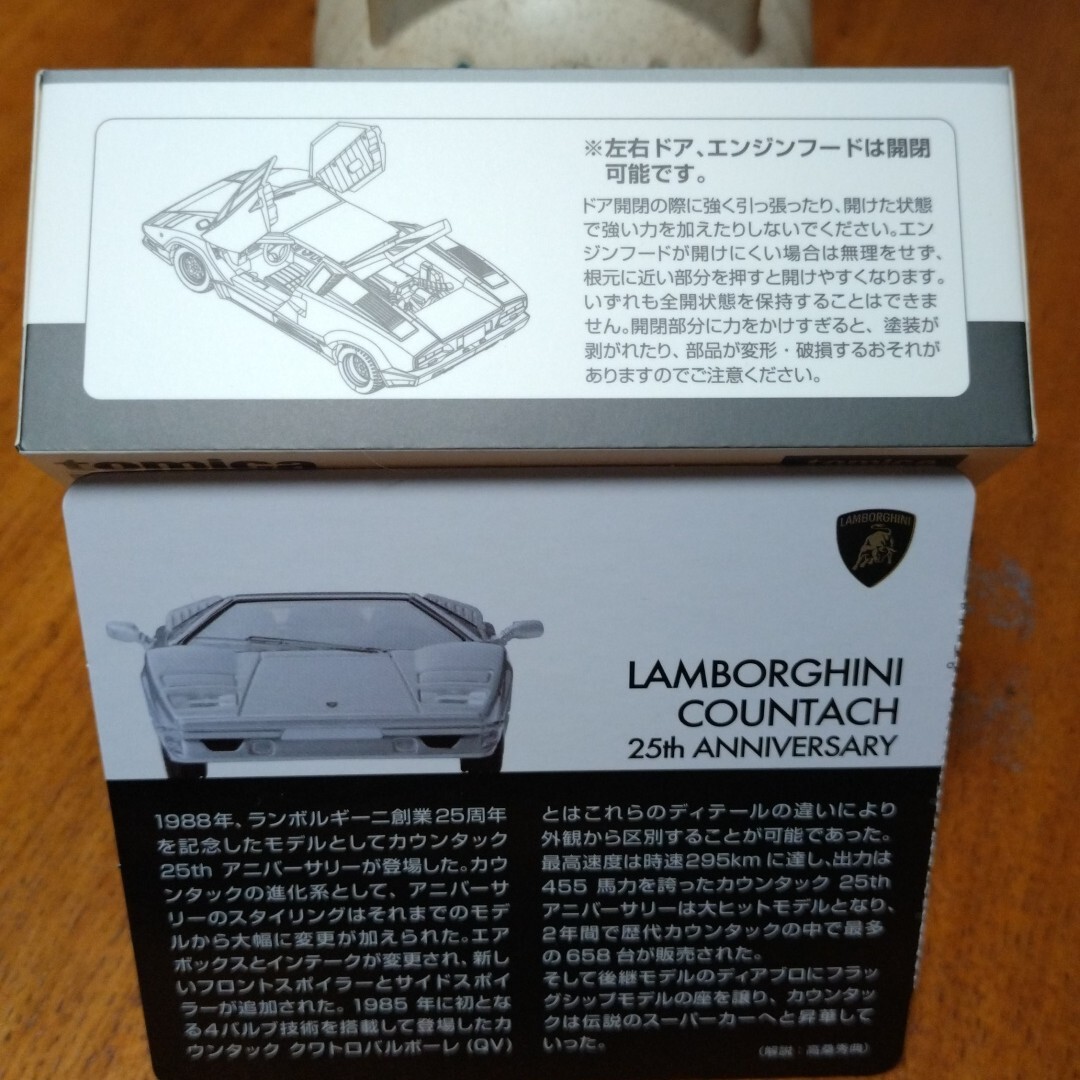 ※左右ドア、エンジンフードは開閉
可能です。
ドア開閉の際に強く引っ張ったり、開けた状態
で強い力を加えたりしないでください。エン
ジンフードが開けにくい場合は無理をせず、
根元に近い部分を押すと開けやすくなります。
いずれも全開状態を保持することはできま
せん。開閉部分に力をかけすぎると、塗装が
剥がれたり、部品が変形・破損するおそれが
ありますのでご注意ください。
tomica
tomica
LAMBORGHINI
LAMBORGHINI
COUNTACH
25th ANNIVERSARY
1988年、ランボルギーニ創業25周年
を記念したモデルとしてカウンタック
25th アニバーサリーが登場した。カウ
ンタックの進化系として、アニバーサ
リーのスタイリングはそれまでのモデ
ルから大幅に変更が加えられた。エア
ボックスとインテークが変更され、新し
いフロントスポイラーとサイドスポイ
ラーが追加された。1985 年に初とな
る4バルブ技術を搭載して登場したカ
ウンタック クワトロバルボーレ（QV）
とはこれらのディテールの違いにより
外観から区別することが可能であった。
最高速度は時速295kmに達し、出力は
455 馬力を誇ったカウンタック 25th
アニバーサリーは大ヒットモデルとなり、
2年間で歴代カウンタックの中で最多
の658台が販売された。
そして後継モデルのディアブロにフラッ
グシップモデルの座を譲り、カウンタッ
クは伝説のスーパーカーへと昇華して
いった。
（解説：高桑秀典）